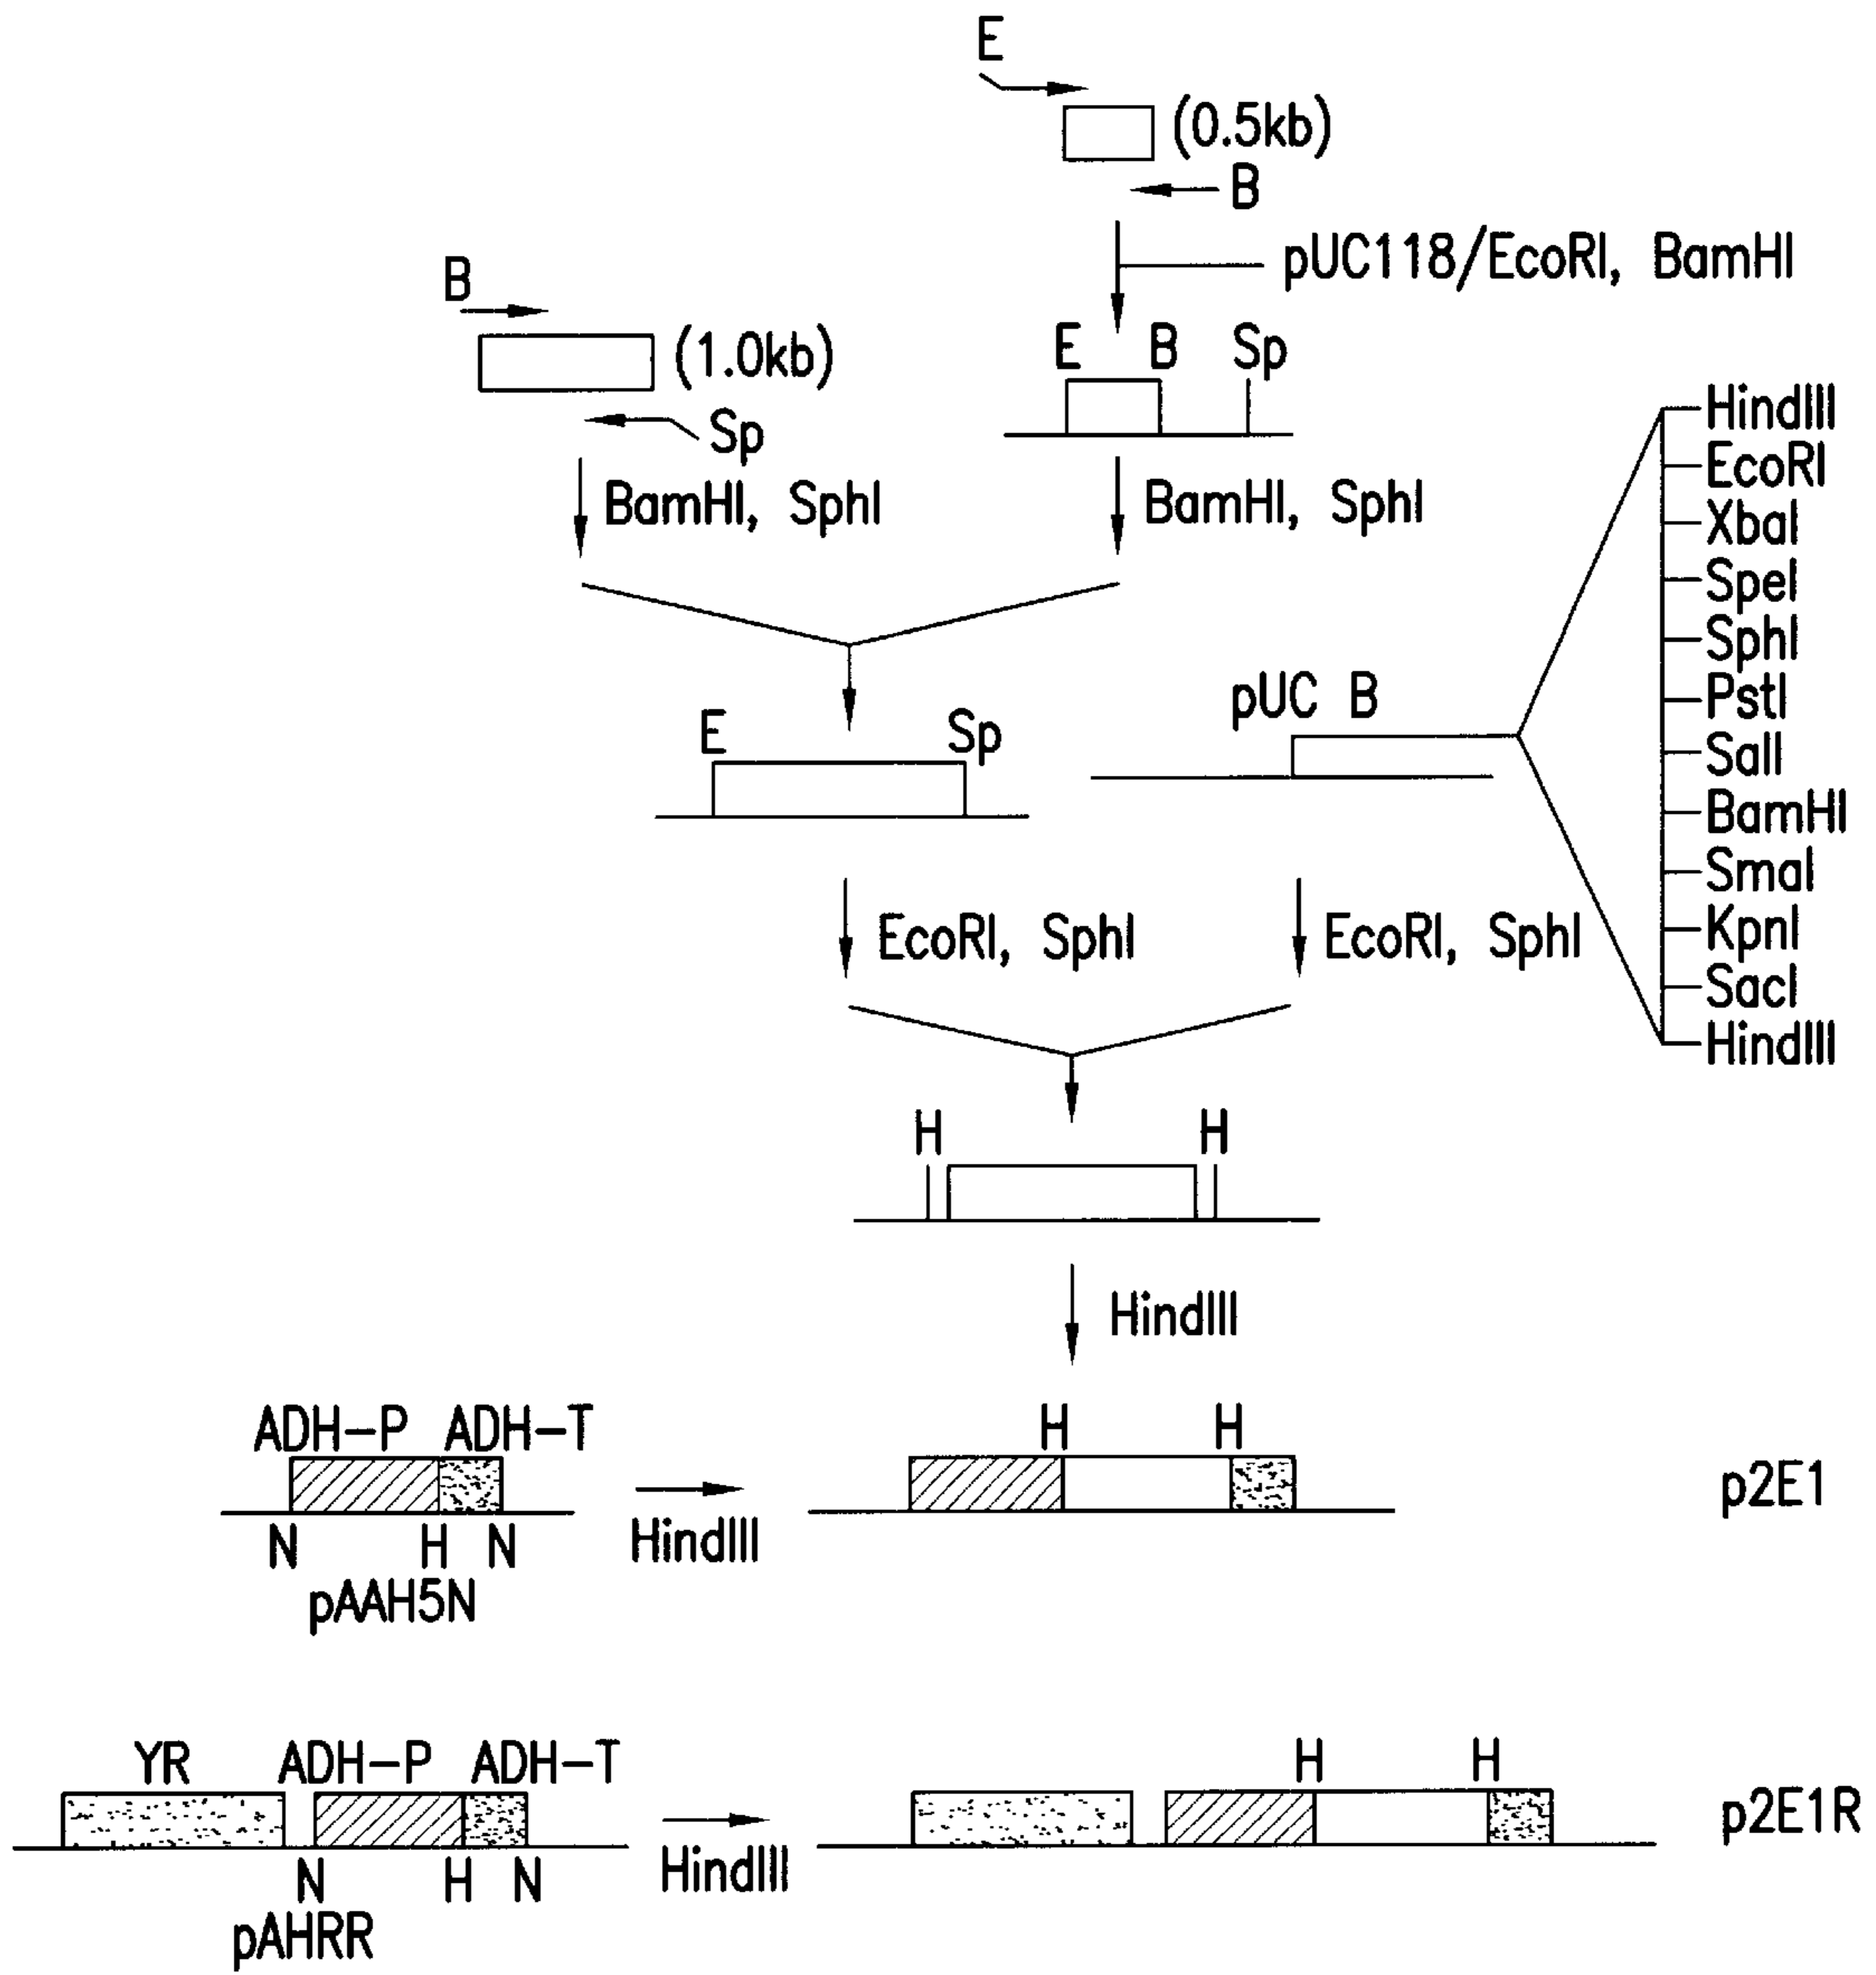 E
(0.5kb)
B
pUC118/EcoRI, BamHI
B
(1.0kb)
Sp
E B Sp
BamHI, SphI
BamHI, SphI
HindIII
EcoRI
XbaI
SpeI
SphI
PstI
SalI
BamHI
SmaI
KpnI
SacI
HindIII
E Sp
pUC B
EcoRI, SphI
EcoRI, SphI
H H
HindIII
ADH-P ADH-T
N H N
pAAH5N
HindIII
H H
p2E1
YR ADH-P ADH-T
N H N
pAHRR
HindIII
H H
p2E1R